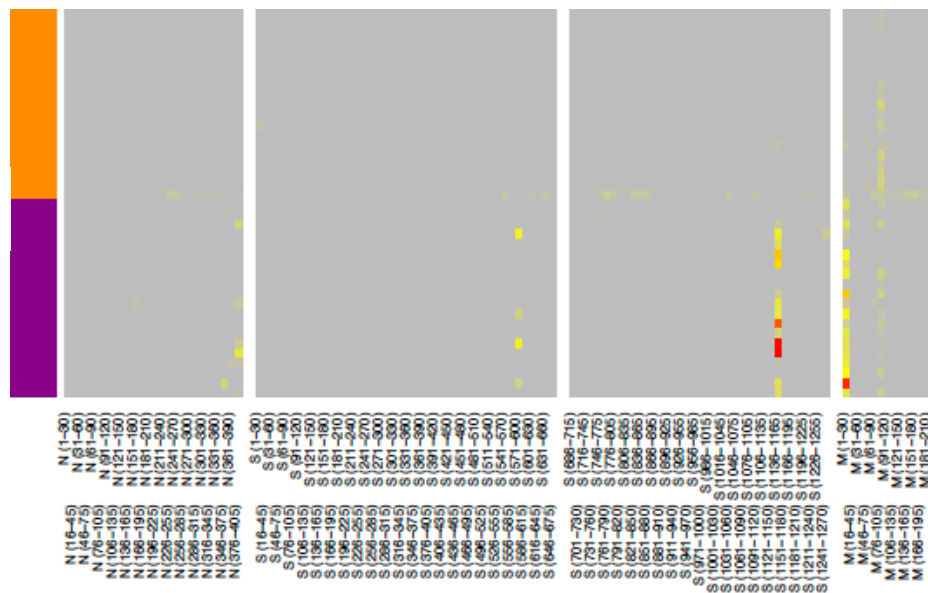 N (1−30)
N (31−60)
N (61−90)
N (91−120)
N (121−150)
N (151−180)
N (181−210)
N (211−240)
N (241−270)
N (271−300)
N (301−330)
N (331−360)
N (361−390)
S (1−30)
S (31−60)
S (61−90)
S (91−120)
S (121−150)
S (151−180)
S (181−210)
S (211−240)
S (241−270)
S (271−300)
S (301−330)
S (331−360)
S (361−390)
S (391−420)
S (421−450)
S (451−480)
S (481−510)
S (511−540)
S (541−570)
S (571−600)
S (601−630)
S (631−660)
S (686−715)
S (716−745)
S (746−775)
S (776−805)
S (806−835)
S (836−865)
S (866−895)
S (896−925)
S (926−955)
S (956−985)
S (986−1015)
S (1016−1045)
S (1046−1075)
S (1076−1105)
S (1106−1135)
S (1136−1165)
S (1166−1195)
S (1196−1225)
S (1226−1255)
M (1−30)
M (31−60)
M (61−90)
M (91−120)
M (121−150)
M (151−180)
M (181−210)
N (16−45)
N (46−75)
N (76−105)
N (106−135)
N (136−165)
N (166−195)
N (196−225)
N (226−255)
N (256−285)
N (286−315)
N (316−345)
N (346−375)
N (376−405)
S (16−45)
S (46−75)
S (76−105)
S (106−135)
S (136−165)
S (166−195)
S (196−225)
S (226−255)
S (256−285)
S (286−315)
S (316−345)
S (346−375)
S (376−405)
S (406−435)
S (436−465)
S (466−495)
S (496−525)
S (526−555)
S (556−585)
S (586−615)
S (616−645)
S (646−675)
S (701−730)
S (731−760)
S (761−790)
S (791−820)
S (821−850)
S (851−880)
S (881−910)
S (911−940)
S (941−970)
S (971−1000)
S (1001−1030)
S (1031−1060)
S (1061−1090)
S (1091−1120)
S (1121−1150)
S (1151−1180)
S (1181−1210)
S (1211−1240)
S (1241−1270)
M (16−45)
M (46−75)
M (76−105)
M (106−135)
M (136−165)
M (166−195)